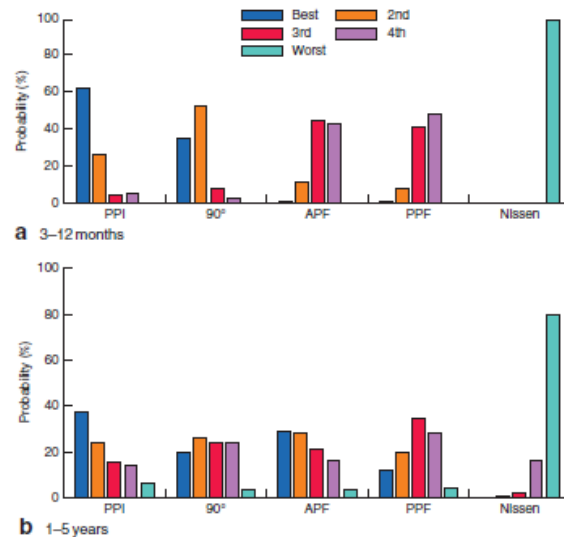 Best 2nd
3rd 4th
Worst
Probability (%)
100
80
60
40
20
0
PPI 90° APF PPF Nissen
a 3–12 months
Probability (%)
100
80
60
40
20
0
PPI 90° APF PPF Nissen
b 1–5 years